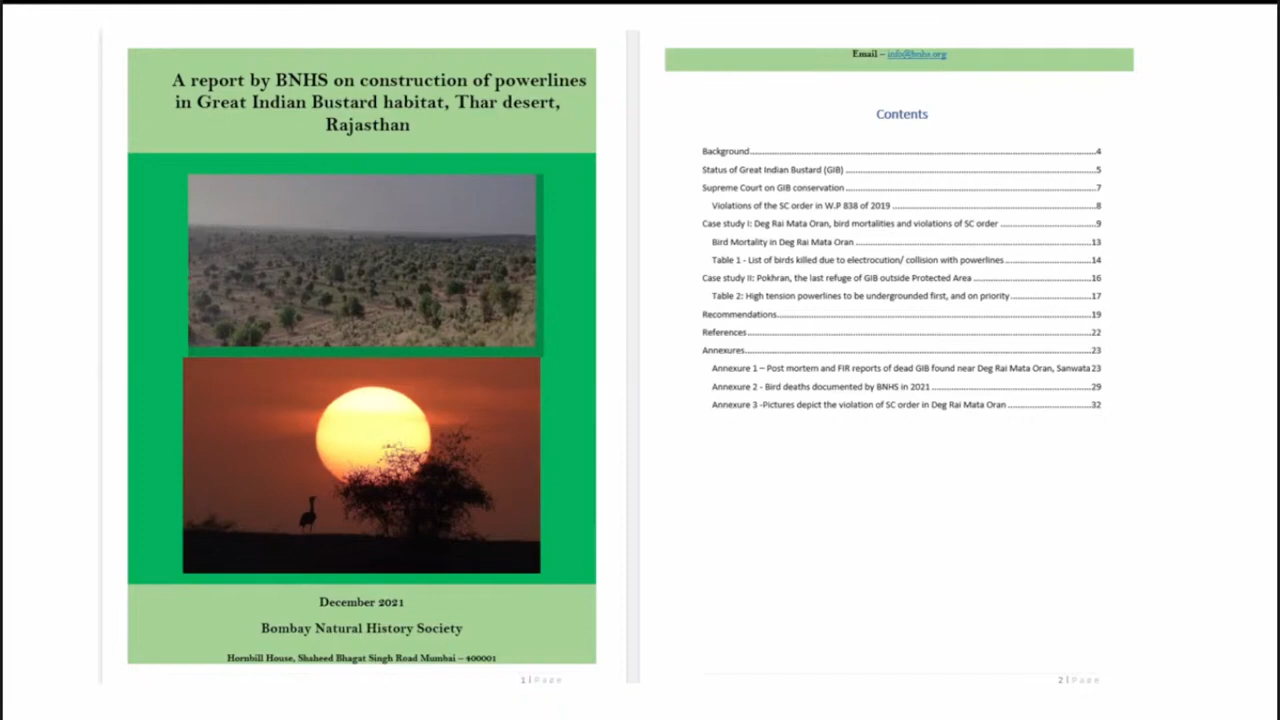 A report by BNHS on construction of powerlines
in Great Indian Bustard habitat, Thar desert,
Rajasthan
December 2021
Bombay Natural History Society
Hornbill House, Shaheed Bhagat Singh Road Mumbai – 400001
1 | Page
Email – info@bnhs.org
Contents
Background 4
Status of Great Indian Bustard (GIB) 5
Supreme Court on GIB conservation 7
Violations of the SC order in W.P 838 of 2019 8
Case study I: Deg Rai Mata Oran, bird mortalities and violations of SC order 9
Bird Mortality in Deg Rai Mata Oran 13
Table 1 - List of birds killed due to electrocution/ collision with powerlines 14
Case study II: Pokhran, the last refuge of GIB outside Protected Area 16
Table 2: High tension powerlines to be undergrounded first, and on priority 17
Recommendations 19
References 22
Annexures 23
Annexure 1 – Post mortem and FIR reports of dead GIB found near Deg Rai Mata Oran, Sanwata 23
Annexure 2 - Bird deaths documented by BNHS in 2021 29
Annexure 3 -Pictures depict the violation of SC order in Deg Rai Mata Oran 32
2 | Page